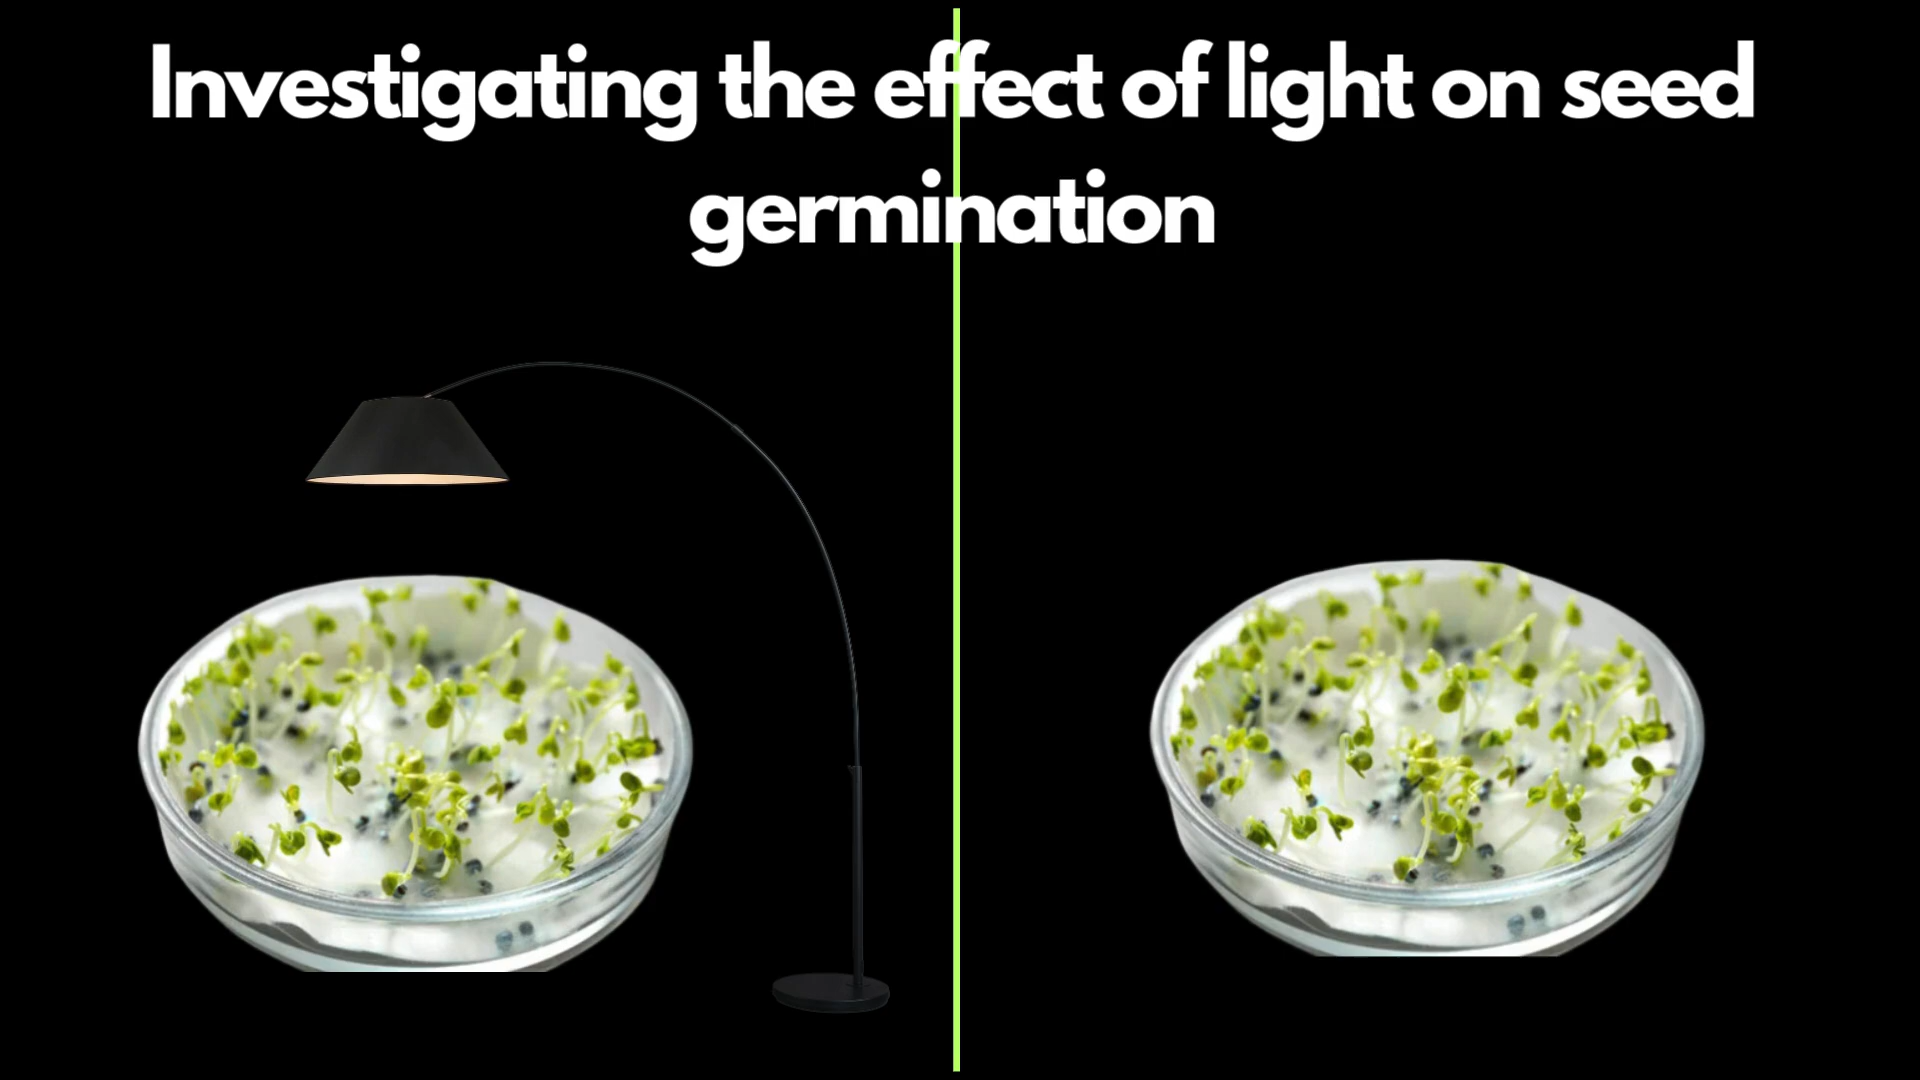 Investigating the effect of light on seed
germination